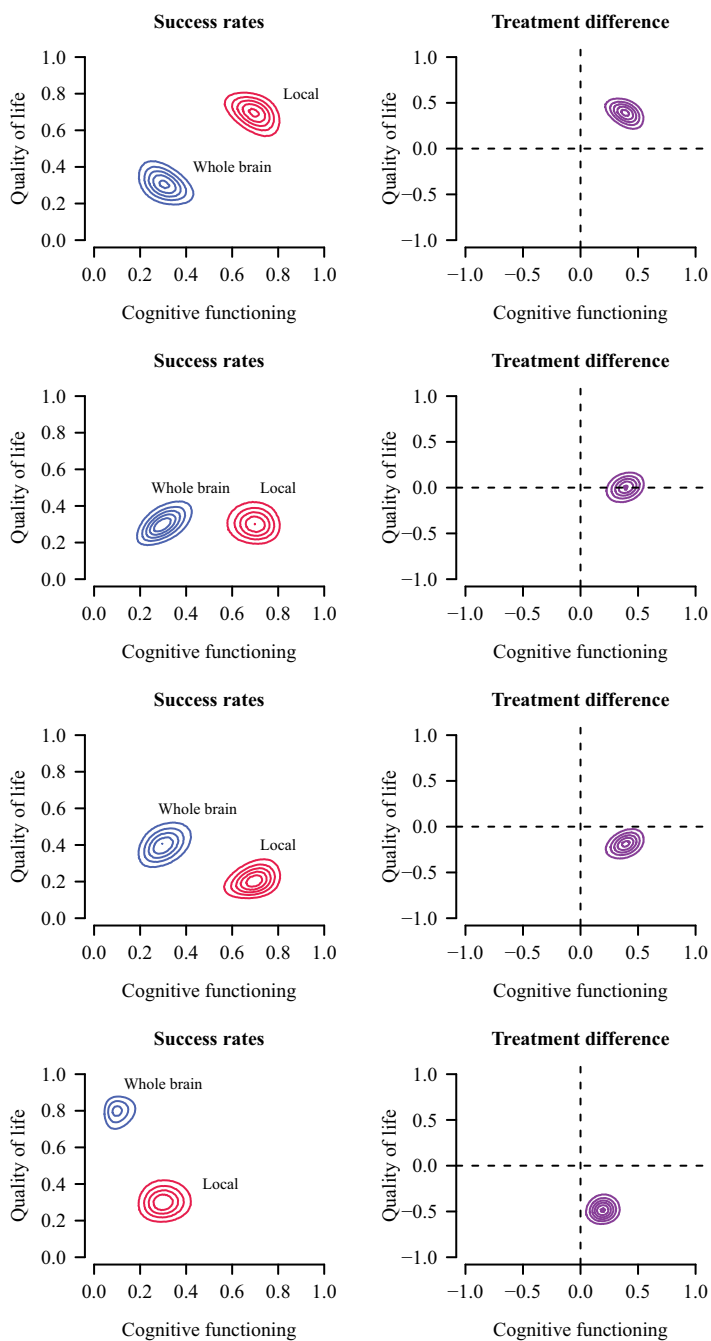 Success rates
Treatment difference
Quality of life
1.0
0.8
0.6
0.4
0.2
0.0
Local
Whole brain
0.0 0.2 0.4 0.6 0.8 1.0
Cognitive functioning
Quality of life
1.0
0.5
0.0
−0.5
−1.0
−1.0 −0.5 0.0 0.5 1.0
Cognitive functioning
Success rates
Treatment difference
Quality of life
1.0
0.8
0.6
0.4
0.2
0.0
Whole brain
Local
0.0 0.2 0.4 0.6 0.8 1.0
Cognitive functioning
Quality of life
1.0
0.5
0.0
−0.5
−1.0
−1.0 −0.5 0.0 0.5 1.0
Cognitive functioning
Success rates
Treatment difference
Quality of life
1.0
0.8
0.6
0.4
0.2
0.0
Whole brain
Local
0.0 0.2 0.4 0.6 0.8 1.0
Cognitive functioning
Quality of life
1.0
0.5
0.0
−0.5
−1.0
−1.0 −0.5 0.0 0.5 1.0
Cognitive functioning
Success rates
Treatment difference
Quality of life
1.0
0.8
0.6
0.4
0.2
0.0
Whole brain
Local
0.0 0.2 0.4 0.6 0.8 1.0
Cognitive functioning
Quality of life
1.0
0.5
0.0
−0.5
−1.0
−1.0 −0.5 0.0 0.5 1.0
Cognitive functioning